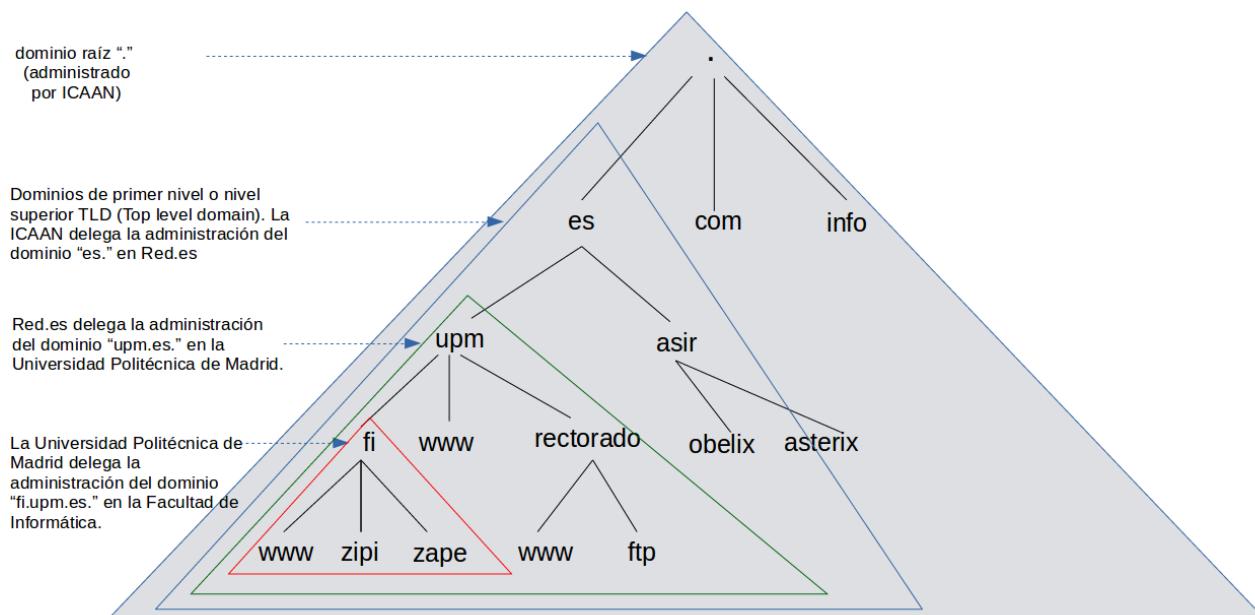 dominio raíz “.”
(administrado
por ICAAN)
.
Dominios de primer nivel o nivel
superior TLD (Top level domain). La
ICAAN delega la administración del
dominio “es.” en Red.es
es com info
Red.es delega la administración
del dominio “upm.es.” en la
Universidad Politécnica de Madrid.
upm asir
La Universidad Politécnica de
Madrid delega la
administración del dominio
“fi.upm.es.” en la Facultad de
Informática.
fi www rectorado obelix asterix
www zipi zape www ftp